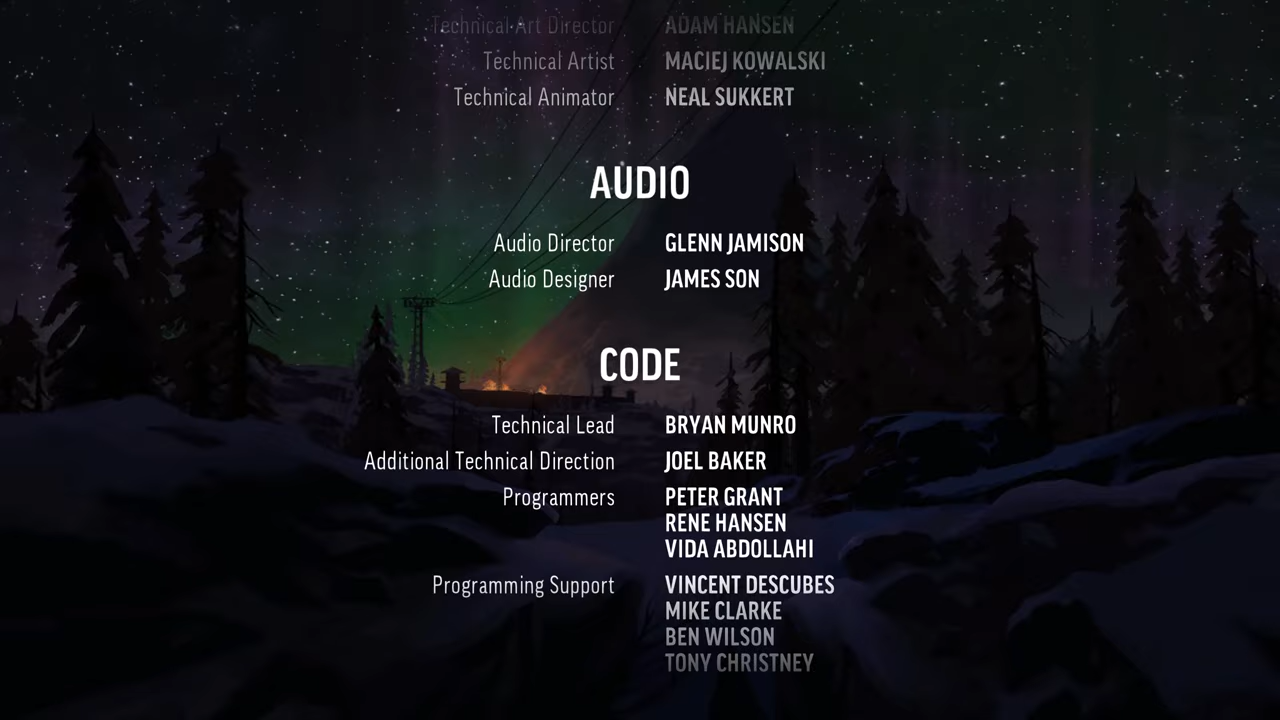 Technical Art Director ADAM HANSEN
Technical Artist MACIEJ KOWALSKI
Technical Animator NEAL SUKKERT
AUDIO
Audio Director GLENN JAMISON
Audio Designer JAMES SON
CODE
Technical Lead BRYAN MUNRO
Additional Technical Direction JOEL BAKER
Programmers PETER GRANT
RENE HANSEN
VIDA ABDOLLAHI
Programming Support VINCENT DESCUBES
MIKE CLARKE
BEN WILSON
TONY CHRISTNEY